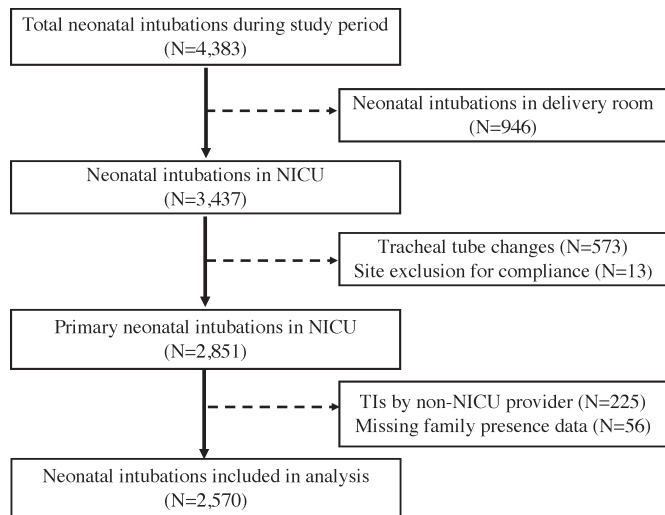 Total neonatal intubations during study period
(N=4,383)
Neonatal intubations in delivery room
(N=946)
Neonatal intubations in NICU
(N=3,437)
Tracheal tube changes (N=573)
Site exclusion for compliance (N=13)
Primary neonatal intubations in NICU
(N=2,851)
TIs by non-NICU provider (N=225)
Missing family presence data (N=56)
Neonatal intubations included in analysis
(N=2,570)